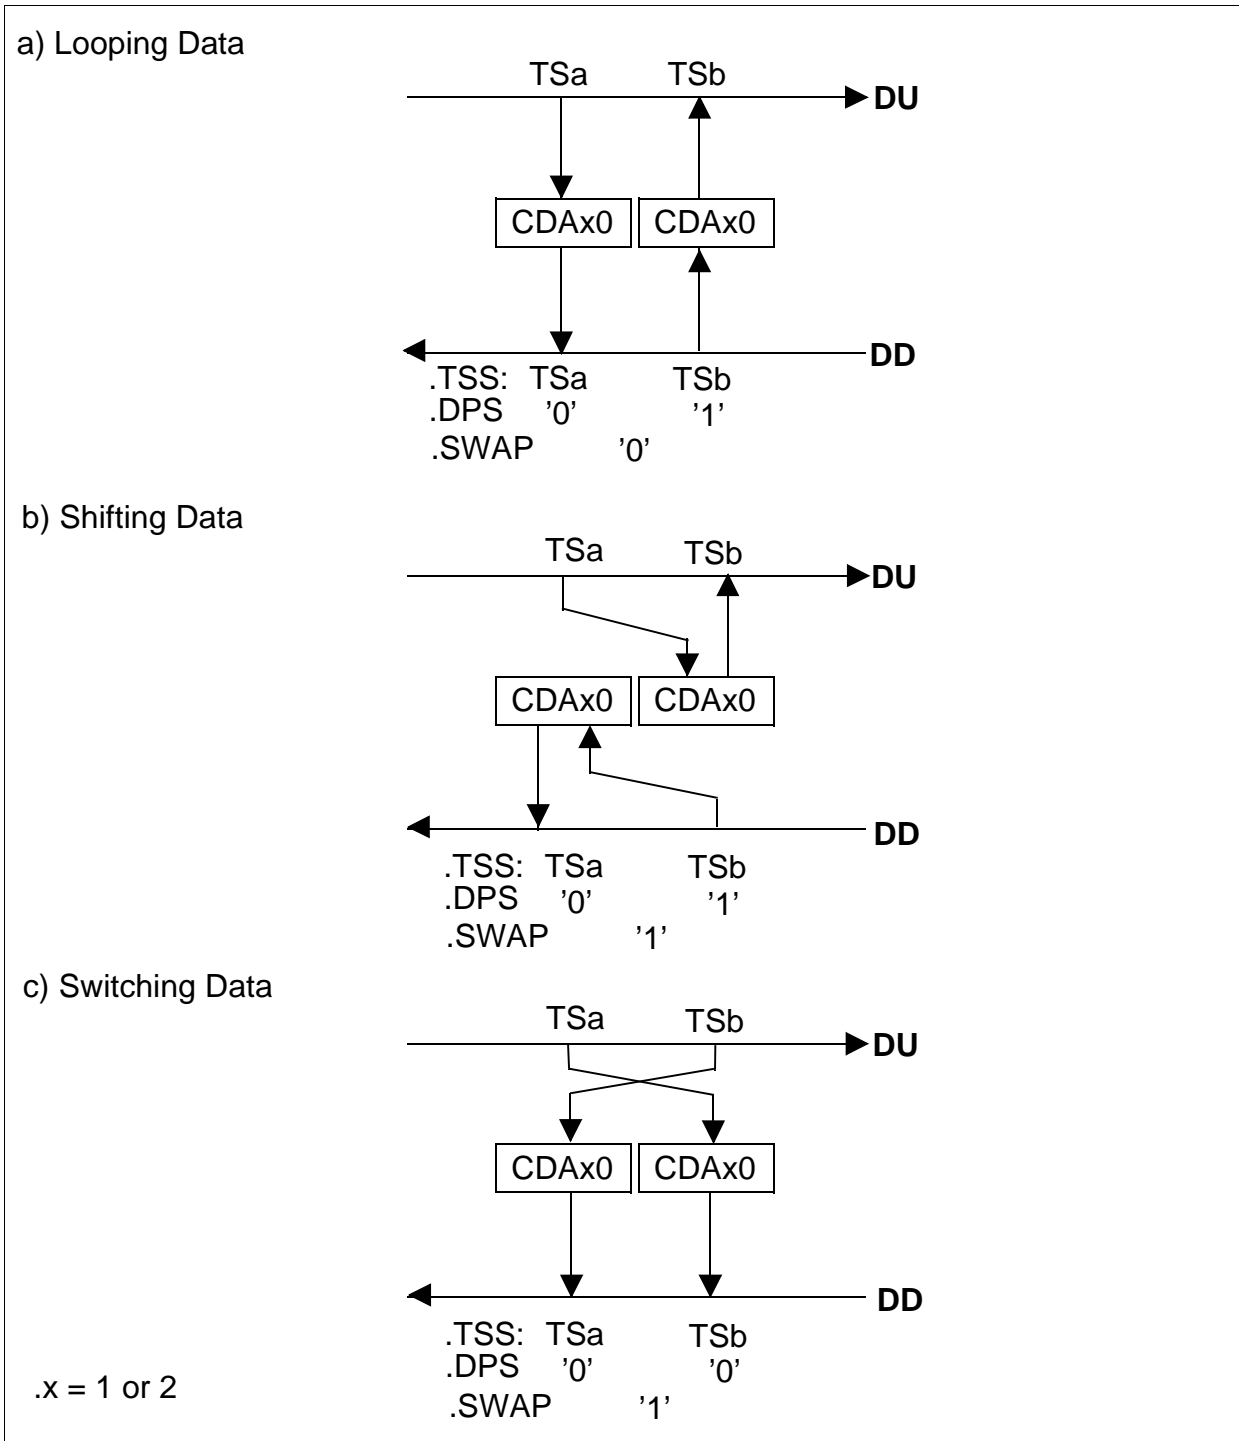 a) Looping Data
TSa TSb
DU
CDAx0 CDAx0
DD
.TSS: TSa TSb
.DPS ’0’ ’1’
.SWAP ’0’
b) Shifting Data
TSa TSb
DU
CDAx0 CDAx0
DD
.TSS: TSa TSb
.DPS ’0’ ’1’
.SWAP ’1’
c) Switching Data
TSa TSb
DU
CDAx0 CDAx0
DD
.TSS: TSa TSb
.DPS ’0’ ’0’
.x = 1 or 2
.SWAP ’1’